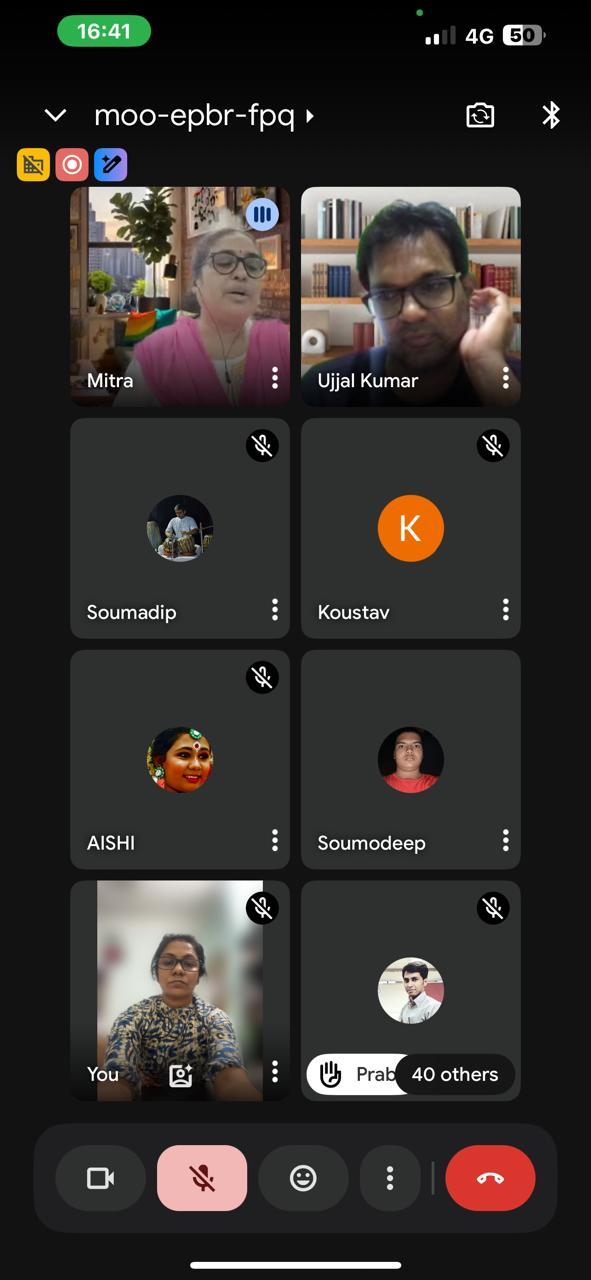 16:41
4G 50
moo-epbr-fpq
Mitra
Ujjal Kumar
Soumadip
K
Koustav
AISHI
Soumodeep
You
Prab
40 others